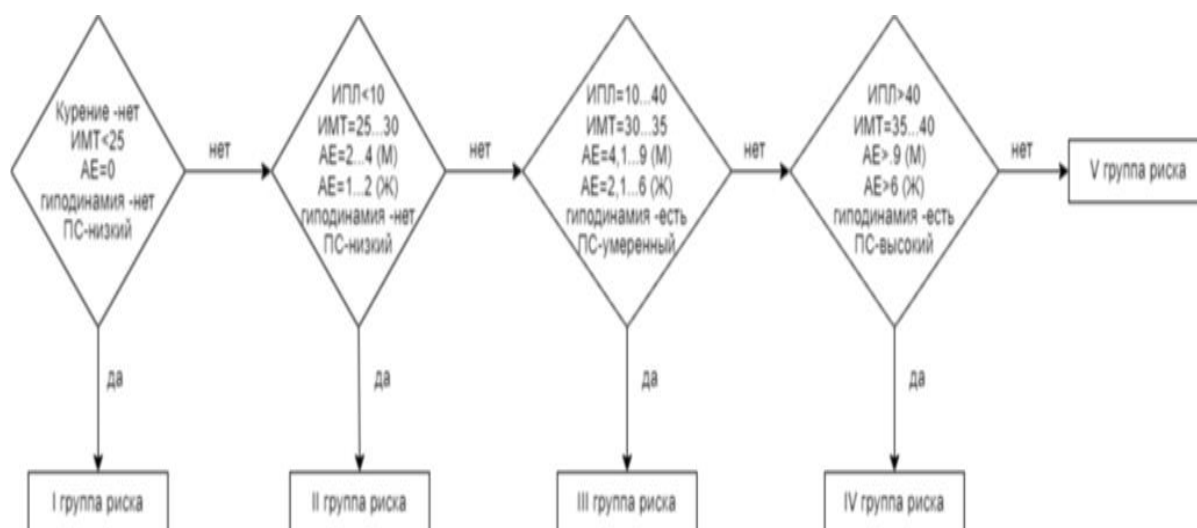 Курение -нет
ИМТ<25
АЕ=0
гиподинамия -нет
ПС-низкий
нет
да
I группа риска
ИПЛ<10
ИМТ=25...30
АЕ=2...4 (М)
АЕ=1...2 (Ж)
гиподинамия -нет
ПС-низкий
нет
да
II группа риска
ИПЛ=10...40
ИМТ=30...35
АЕ=4,1...9 (М)
АЕ=2,1...6 (Ж)
гиподинамия -есть
ПС-умеренный
нет
да
III группа риска
ИПЛ>40
ИМТ=35...40
АЕ>.9 (М)
АЕ>6 (Ж)
гиподинамия -есть
ПС-высокий
нет
да
IV группа риска
V группа риска